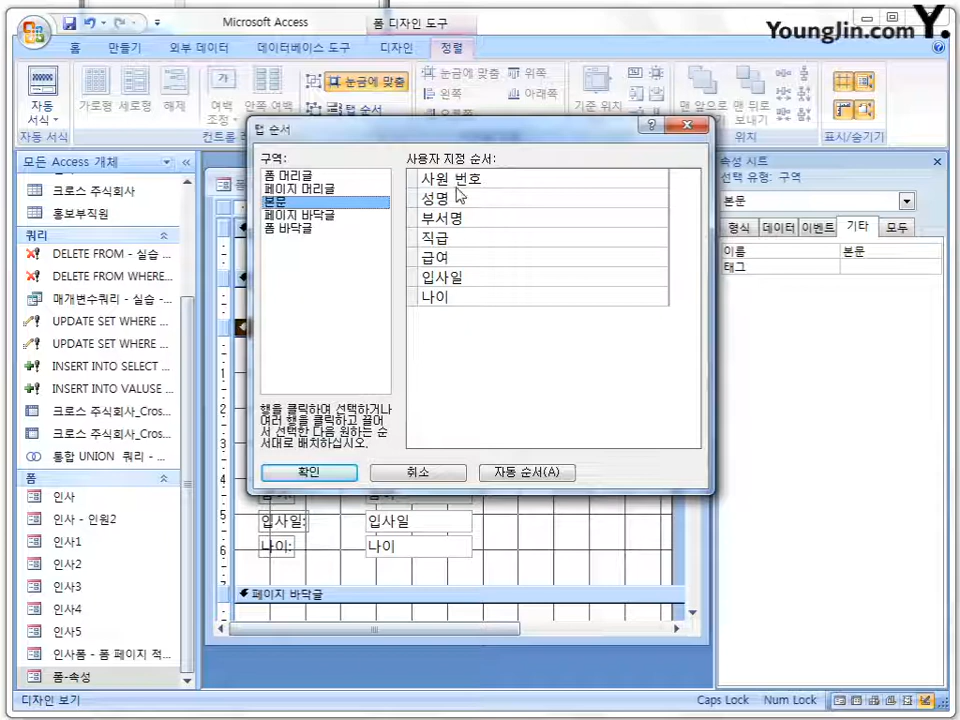 Microsoft Access
폼 디자인 도구
YoungJin.com Y.
홈
만들기
외부 데이터
데이터베이스 도구
디자인
정렬
자동
서식
가로형
세로형
해제
여백
조정
안쪽 여백
눈금에 맞춤
탭 순서
눈금에 맞춤
위쪽
왼쪽
아래쪽
기준 위치
맨 앞으로
맨 뒤로
보내기
자동 서식
위치
표시/숨기기
모든 Access 개체
크로스 주식회사
홍보부직원
쿼리
DELETE FROM - 실습 ...
DELETE FROM WHERE...
매개변수쿼리 - 실습 -...
UPDATE SET WHERE ...
UPDATE SET WHERE ...
INSERT INTO SELECT ...
INSERT INTO VALUSE ...
크로스 주식회사_Cros...
크로스 주식회사_Cros...
통합 UNION 쿼리 - ...
폼
인사
인사 - 인원2
인사1
인사2
인사3
인사4
인사5
인사폼 - 폼 페이지 적...
폼-속성
탭 순서
구역:
폼 머리글
페이지 머리글
본문
페이지 바닥글
폼 바닥글
행을 클릭하여 선택하거나
여러 행을 클릭하고 끌어
서 선택한 다음 원하는 순
서대로 배치하십시오.
사용자 지정 순서:
사원 번호
성명
부서명
직급
급여
입사일
나이
확인
취소
자동 순서(A)
1
2
3
4
5
6
입사일:
입사일
나이:
나이
페이지 바닥글
속성 시트
선택 유형: 구역
본문
형식
데이터
이벤트
기타
모두
이름
본문
태그
디자인 보기
Caps Lock
Num Lock